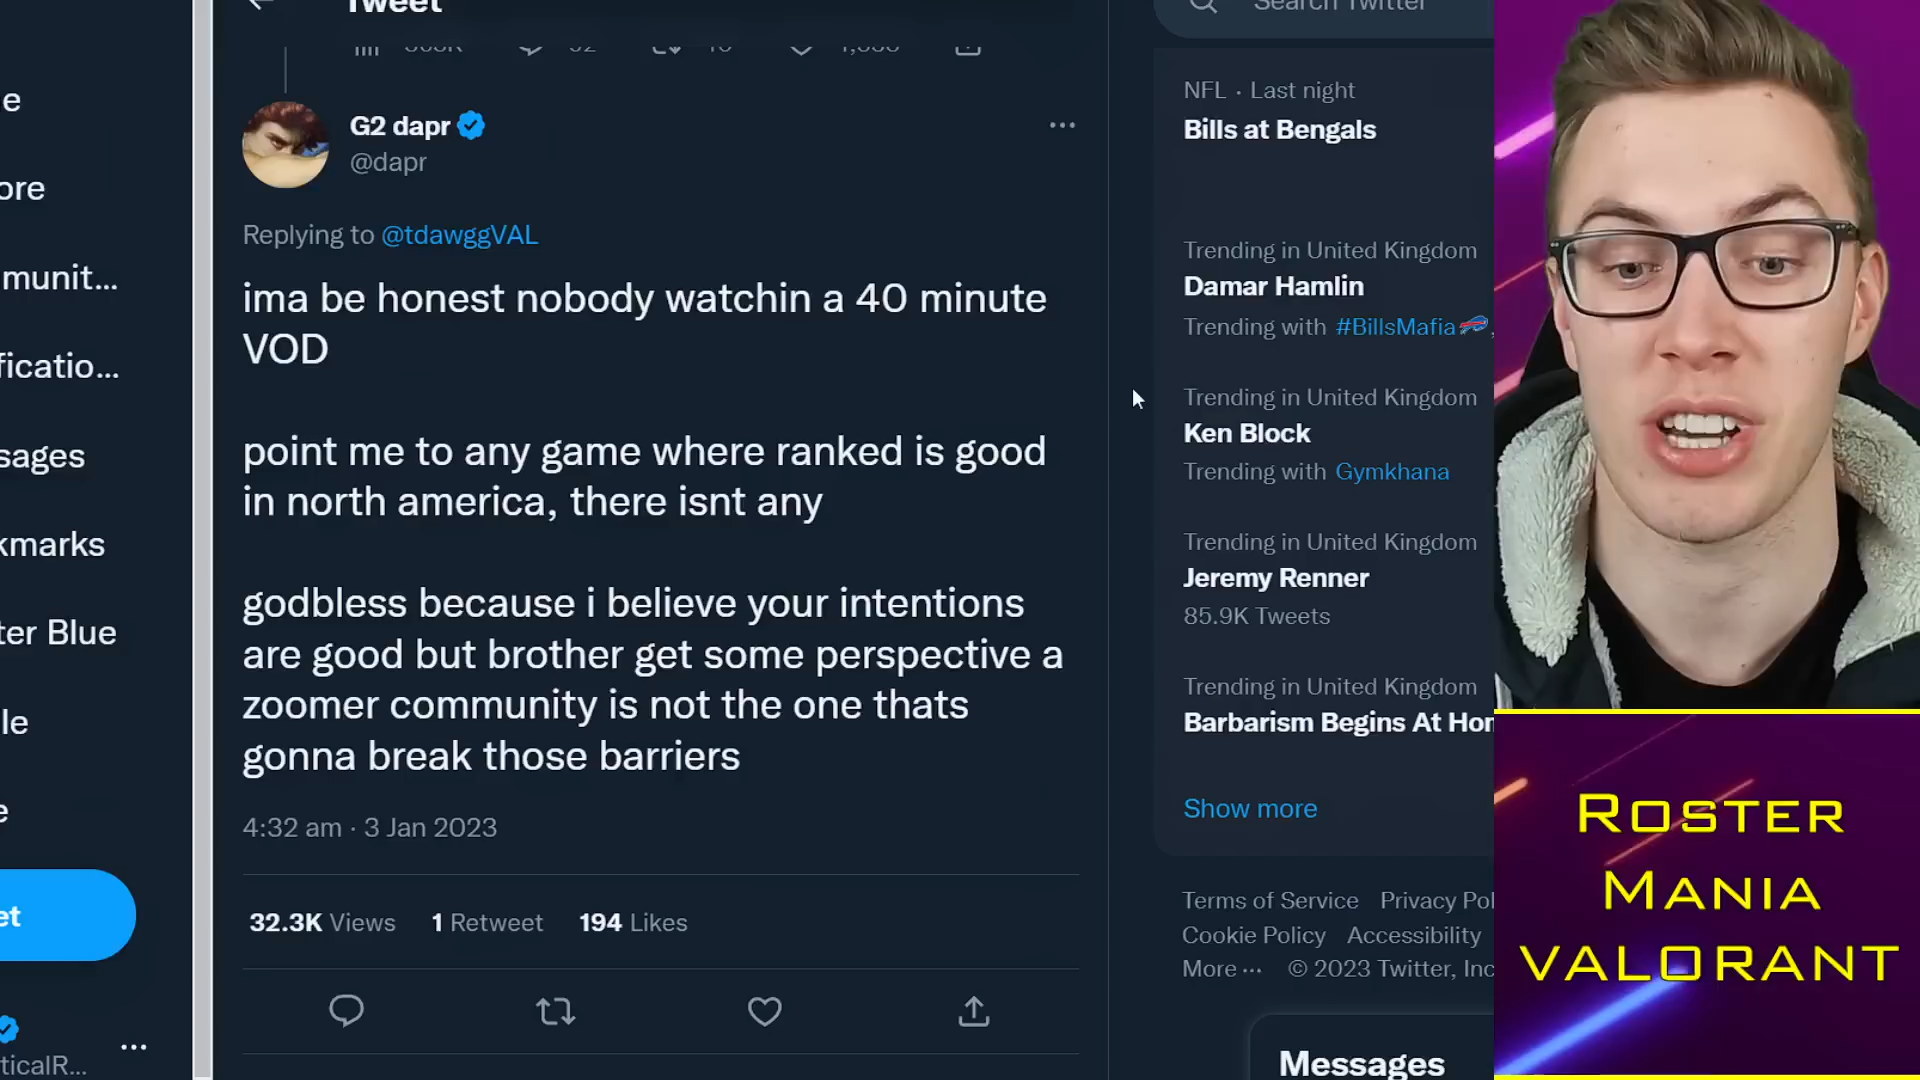 Tweet
Search Twitter
1,
e
ore
munit...
ficatio...
sages
kmarks
ter Blue
le
e
et
ticalR...
G2 dapr
@dapr
Replying to @tdawggVAL
ima be honest nobody watchin a 40 minute
VOD
point me to any game where ranked is good
in north america, there isnt any
godbless because i believe your intentions
are good but brother get some perspective a
zoomer community is not the one thats
gonna break those barriers
4:32 am · 3 Jan 2023
32.3K Views 1 Retweet 194 Likes
NFL · Last night
Bills at Bengals
Trending in United Kingdom
Damar Hamlin
Trending with #BillsMafia
Trending in United Kingdom
Ken Block
Trending with Gymkhana
Trending in United Kingdom
Jeremy Renner
85.9K Tweets
Trending in United Kingdom
Barbarism Begins At Hom
Show more
Terms of Service Privacy Pol
Cookie Policy Accessibility
More ··· © 2023 Twitter, Inc
Messages
ROSTER
MANIA
VALORANT